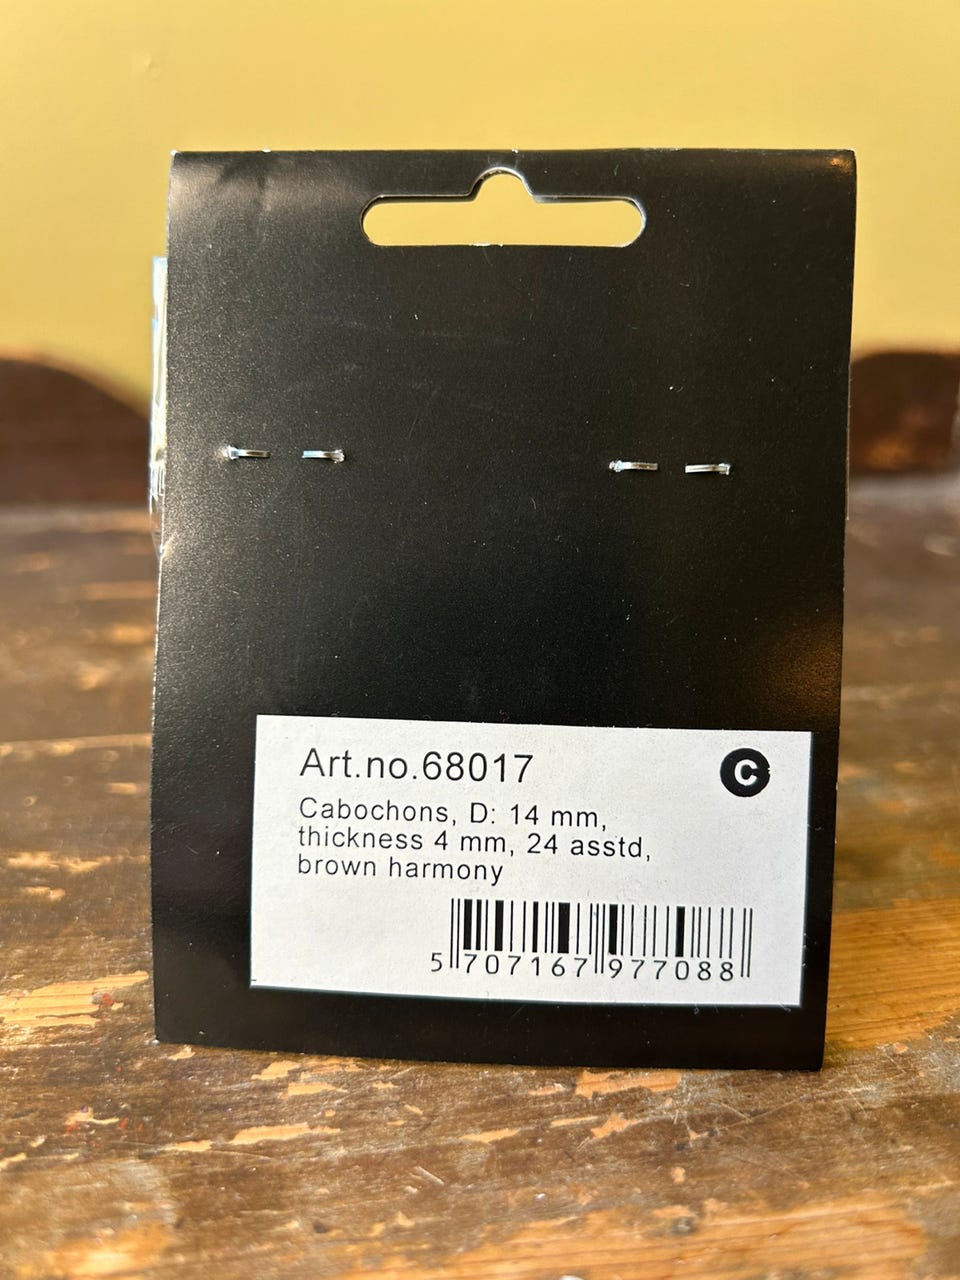 Art.no.68017
C
Cabochons, D: 14 mm,
thickness 4 mm, 24 asstd,
brown harmony
5 707167 977088